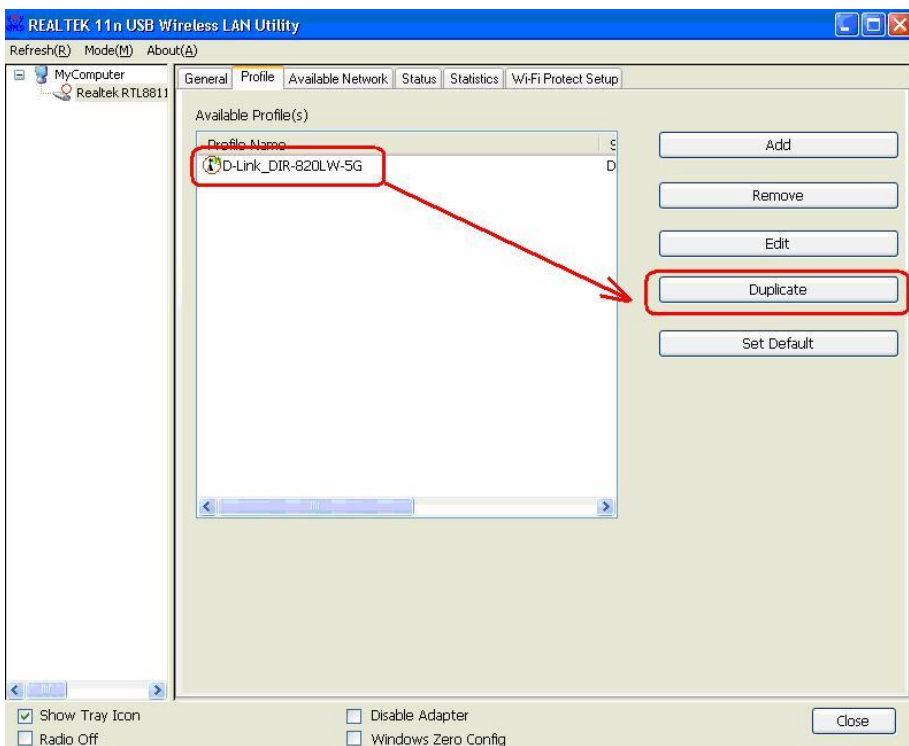 REALTEK 11n USB Wireless LAN Utility
Refresh(R) Mode(M) About(A)
MyComputer
Realtek RTL8811
General Profile Available Network Status Statistics Wi-Fi Protect Setup
Available Profile(s)
Profile Name S
D-Link_DIR-820LW-5G D
Add
Remove
Edit
Duplicate
Set Default
Show Tray Icon
Radio Off
Disable Adapter
Windows Zero Config
Close